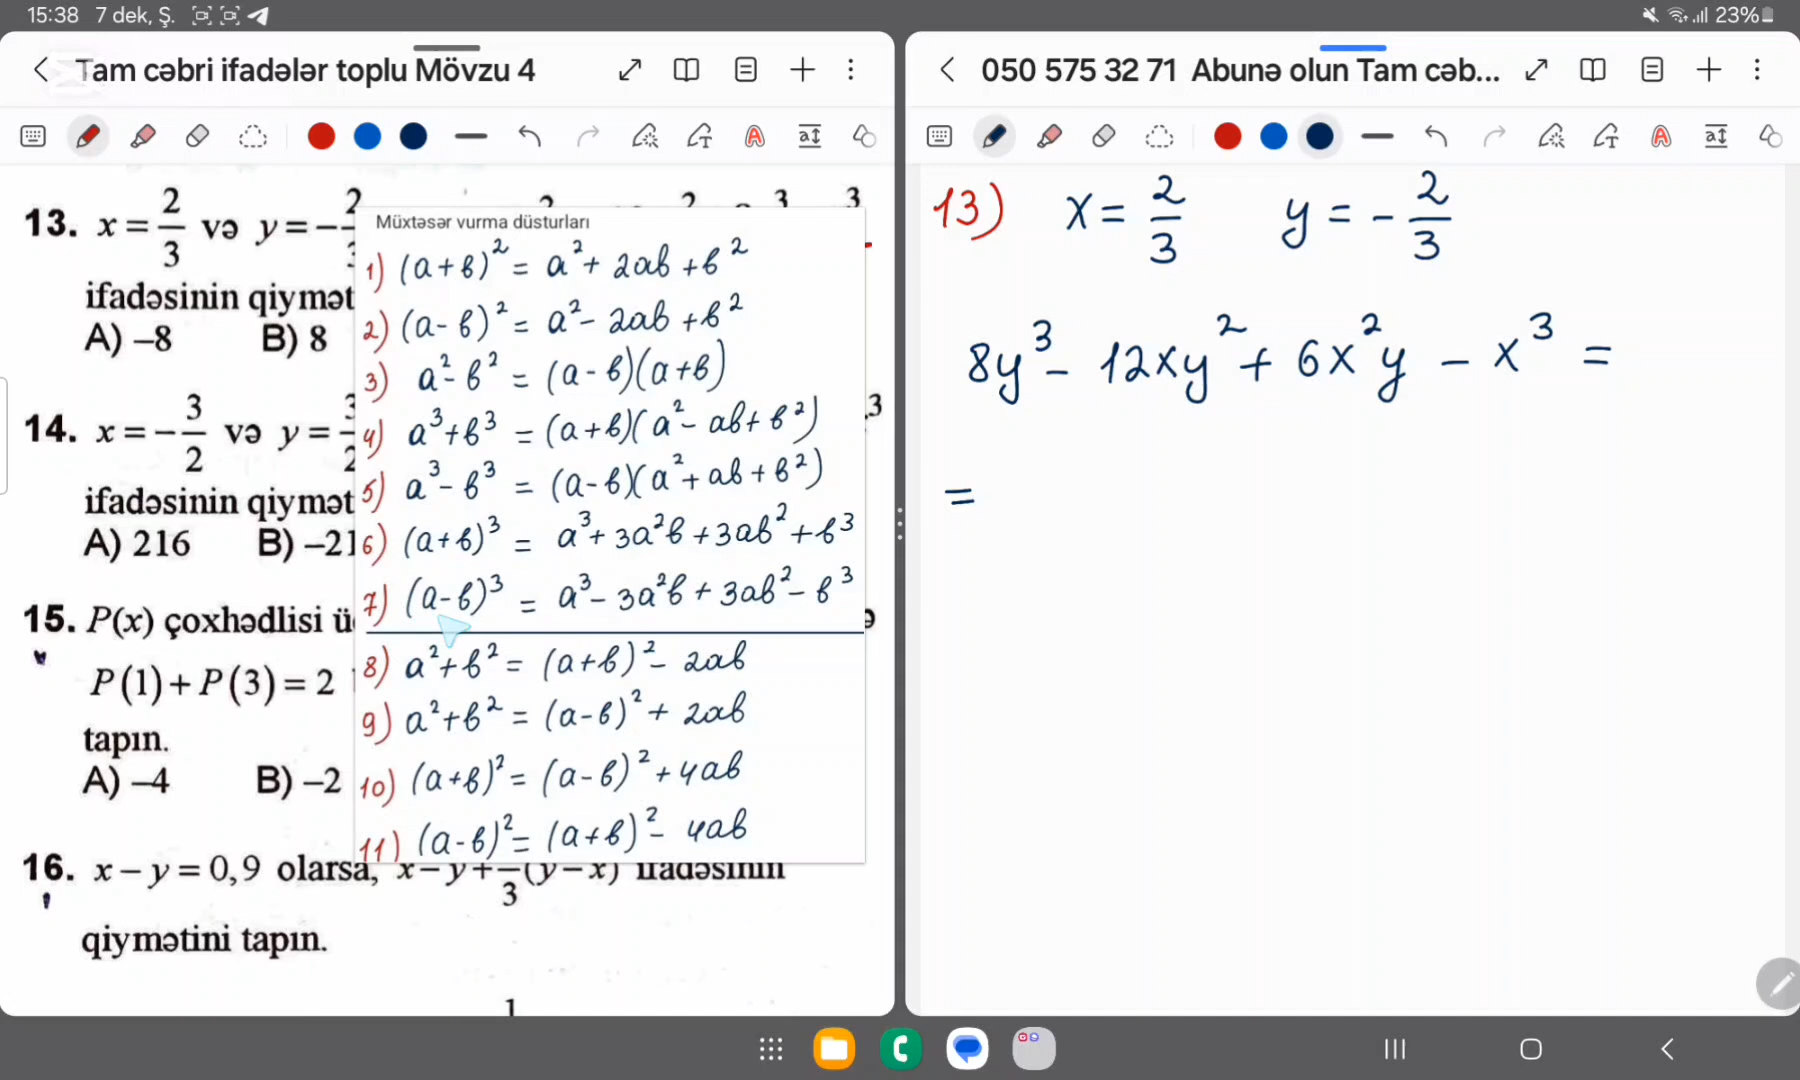 15:38 7 dek, Ş. 23%
Tam cəbri ifadələr toplu Mövzu 4
13. x = 2/3 və y = −
ifadəsinin qiymət
A) –8 B) 8
14. x = − 3/2 və y =
ifadəsinin qiymət
A) 216 B) –21
15. P(x) çoxhədlisi ü
P(1) + P(3) = 2
tapın.
A) –4 B) –2
16. x − y = 0,9 olarsa, x − y + /3 (y − x) ifadəsinin
qiymətini tapın.
1
Müxtəsər vurma düsturları
1) (a+b)² = a² + 2ab + b²
2) (a-b)² = a² - 2ab + b²
3) a² - b² = (a-b)(a+b)
4) a³ + b³ = (a+b)(a² - ab + b²)
5) a³ - b³ = (a-b)(a² + ab + b²)
6) (a+b)³ = a³ + 3a²b + 3ab² + b³
7) (a-b)³ = a³ - 3a²b + 3ab² - b³
8) a² + b² = (a+b)² - 2ab
9) a² + b² = (a-b)² + 2ab
10) (a+b)² = (a-b)² + 4ab
11) (a-b)² = (a+b)² - 4ab
050 575 32 71 Abunə olun Tam cəb...
13) x = 2/3 y = - 2/3
8y³ - 12xy² + 6x²y - x³ =
=